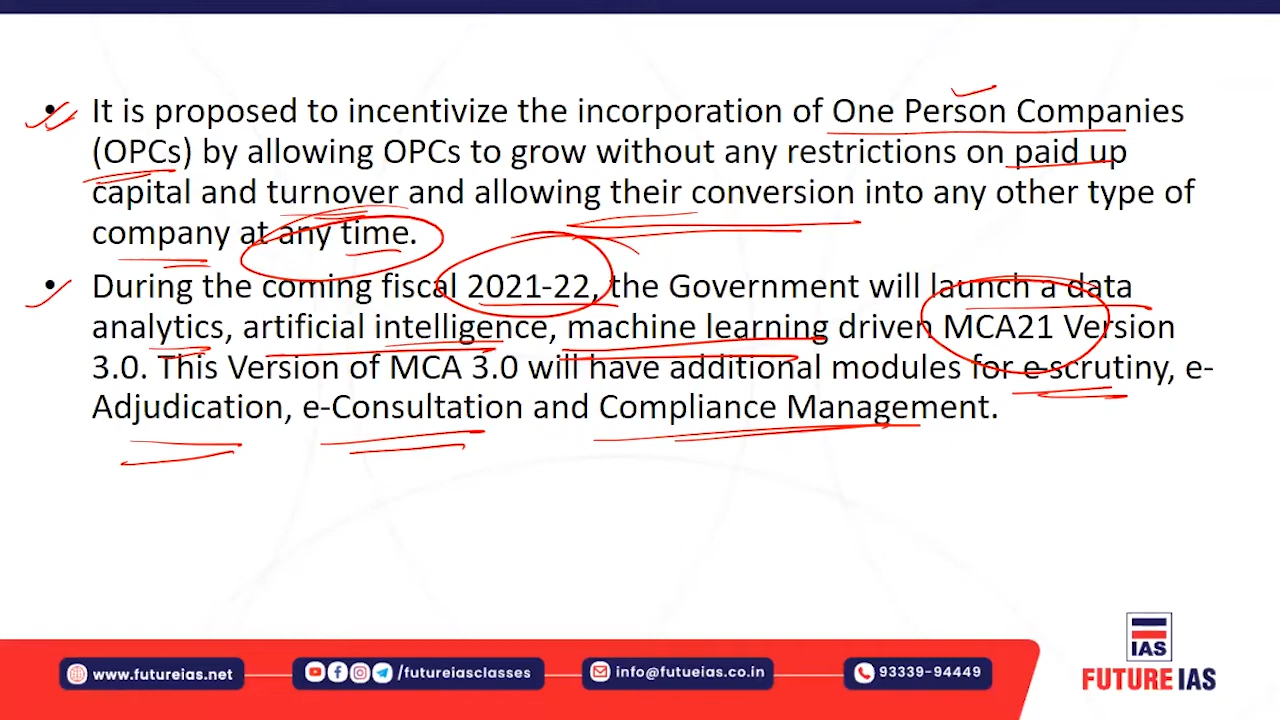 • It is proposed to incentivize the incorporation of One Person Companies
(OPCs) by allowing OPCs to grow without any restrictions on paid up
capital and turnover and allowing their conversion into any other type of
company at any time.
• During the coming fiscal 2021-22, the Government will launch a data
analytics, artificial intelligence, machine learning driven MCA21 Version
3.0. This Version of MCA 3.0 will have additional modules for e-scrutiny, e-
Adjudication, e-Consultation and Compliance Management.
www.futureias.net
/futureiasclasses
info@futueias.co.in
93339-94449
IAS
FUTURE IAS